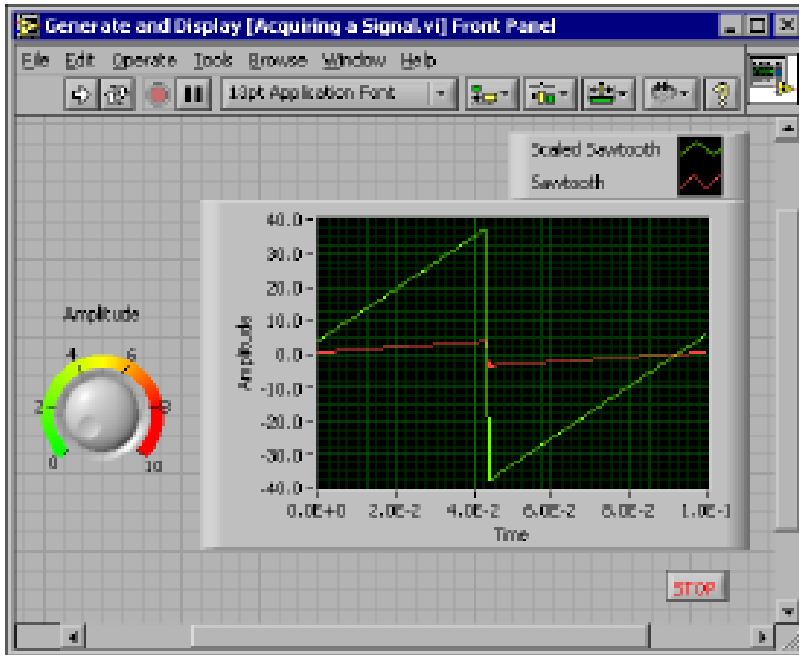 Generate and Display [Acquiring a Signal.vi] Front Panel
File Edit Operate Tools Browse Window Help
13pt Application Font
Scaled Sawtooth
Sawtooth
40.0
30.0
20.0
10.0
0.0
-10.0
-20.0
-30.0
-40.0
Amplitude
0.0E+0 2.0E-2 4.0E-2 6.0E-2 8.0E-2 1.0E-1
Time
Amplitude
4 6
2 8
0 10
STOP